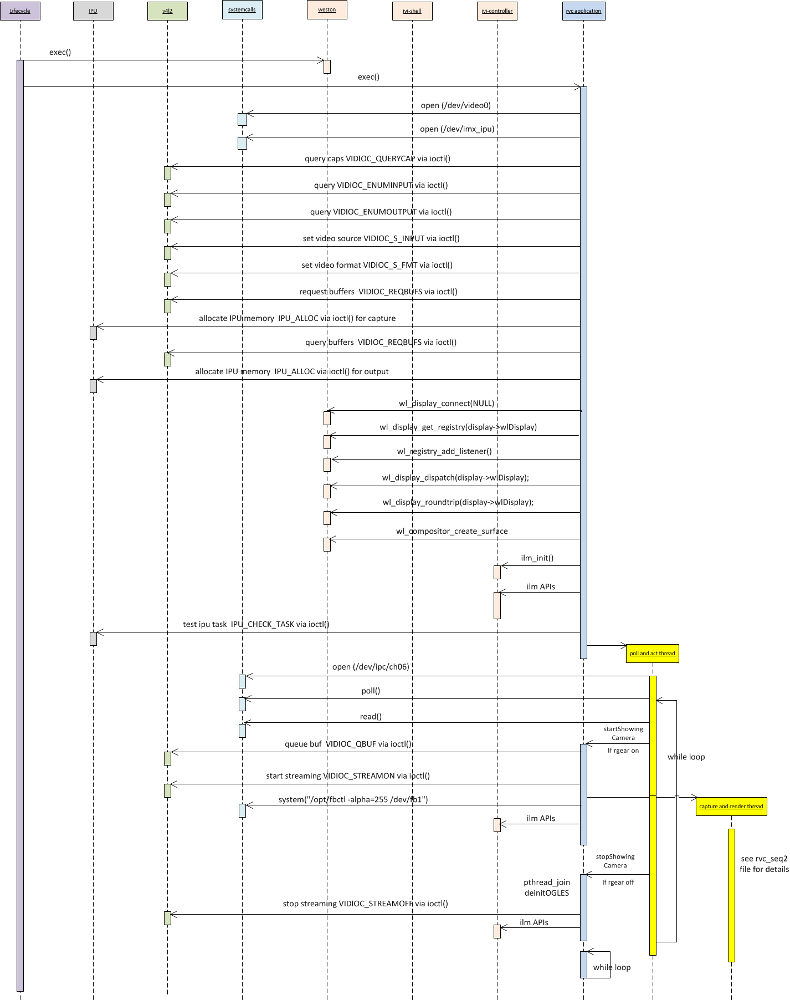 Lifecycle
IPU
v4l2
systemcalls
weston
ivi-shell
ivi-controller
rvc application
exec()
exec()
open (/dev/video0)
open (/dev/imx_ipu)
query caps VIDIOC_QUERYCAP via ioctl()
query VIDIOC_ENUMINPUT via ioctl()
query VIDIOC_ENUMOUTPUT via ioctl()
set video source VIDIOC_S_INPUT via ioctl()
set video format VIDIOC_S_FMT via ioctl()
request buffers  VIDIOC_REQBUFS via ioctl()
allocate IPU memory  IPU_ALLOC via ioctl() for capture
query buffers  VIDIOC_REQBUFS via ioctl()
allocate IPU memory  IPU_ALLOC via ioctl() for output
wl_display_connect(NULL)
wl_display_get_registry(display->wlDisplay)
wl_registry_add_listener()
wl_display_dispatch(display->wlDisplay);
wl_display_roundtrip(display->wlDisplay);
wl_compositor_create_surface
ilm_init()
ilm APIs
test ipu task  IPU_CHECK_TASK via ioctl()
poll and act thread
open (/dev/ipc/ch06)
poll()
read()
startShowing
Camera
If rgear on
queue buf  VIDIOC_QBUF via ioctl()
while loop
start streaming VIDIOC_STREAMON via ioctl()
system("/opt/fbctl -alpha=255 /dev/fb1")
capture and render thread
ilm APIs
stopShowing
Camera
see rvc_seq2
file for details
If rgear off
pthread_join
deinitOGLES
stop streaming VIDIOC_STREAMOFF via ioctl()
ilm APIs
while loop